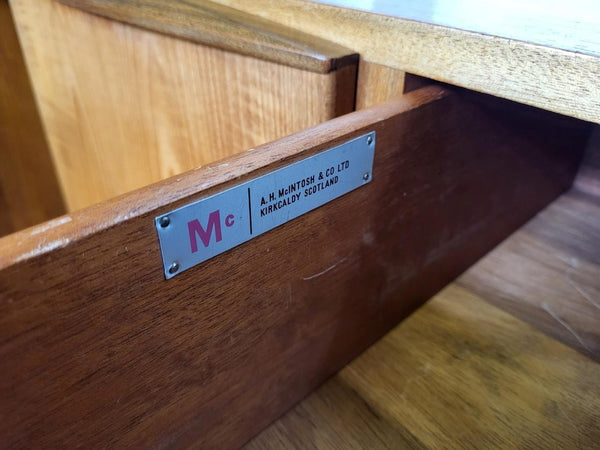 Mc
A. H. McINTOSH & CO LTD
KIRKCALDY SCOTLAND